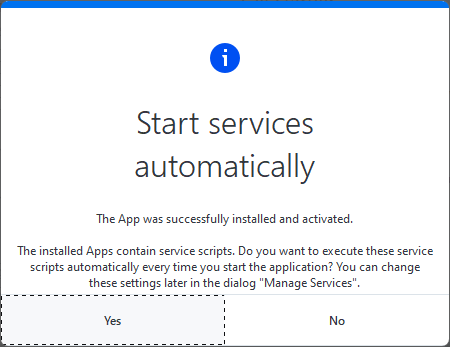 Start services
automatically
The App was successfully installed and activated.
The installed Apps contain service scripts. Do you want to execute these service
scripts automatically every time you start the application? You can change
these settings later in the dialog "Manage Services".
Yes
No